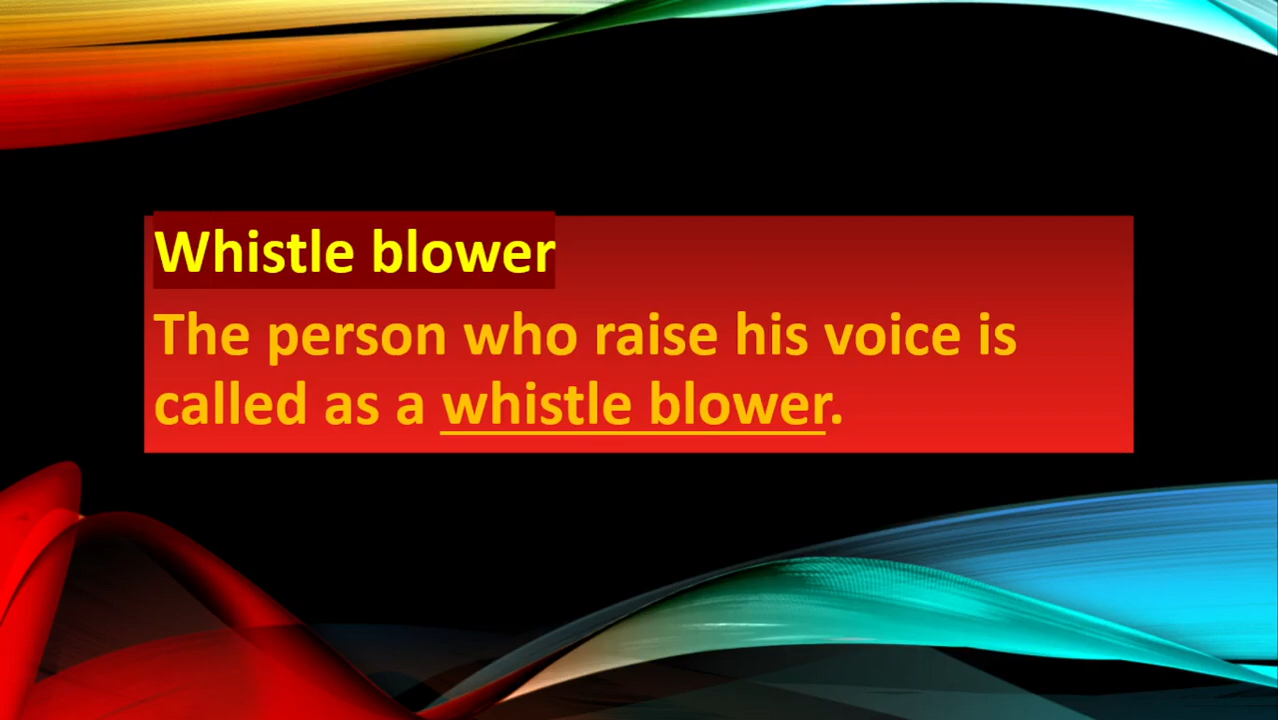 Whistle blower
The person who raise his voice is
called as a whistle blower.